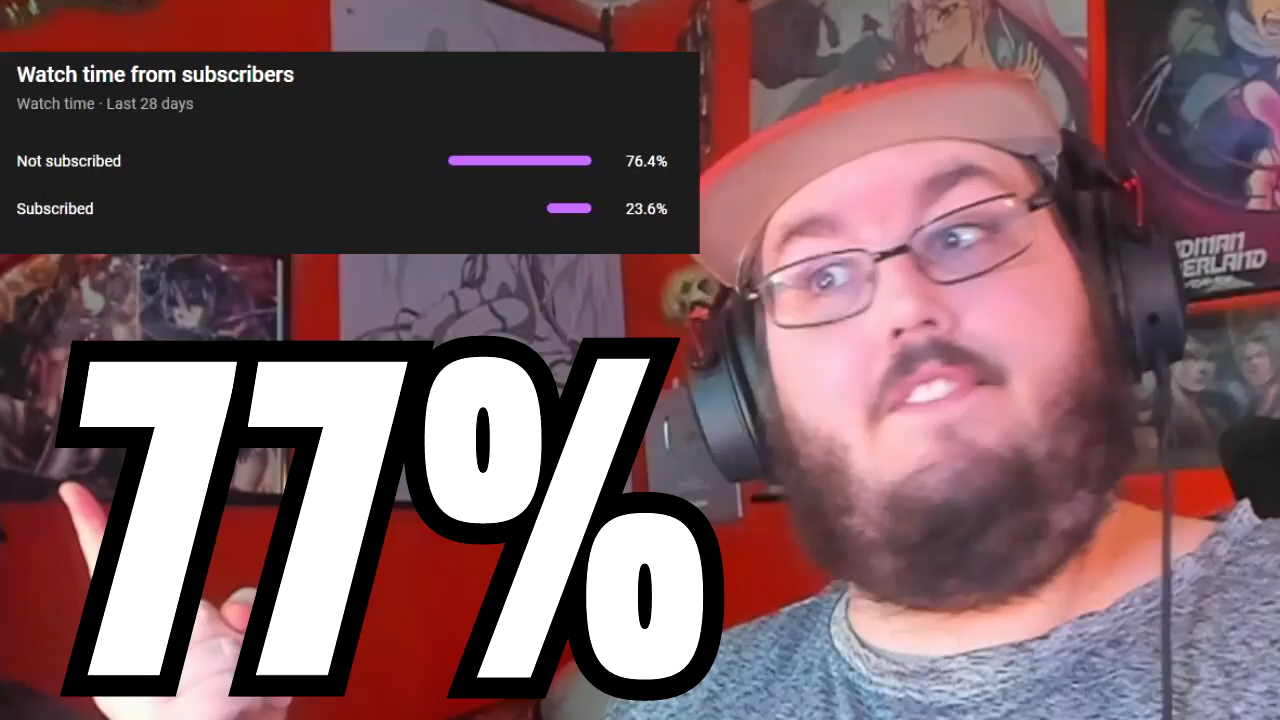 Watch time from subscribers
Watch time · Last 28 days
Not subscribed 76.4%
Subscribed 23.6%
77%